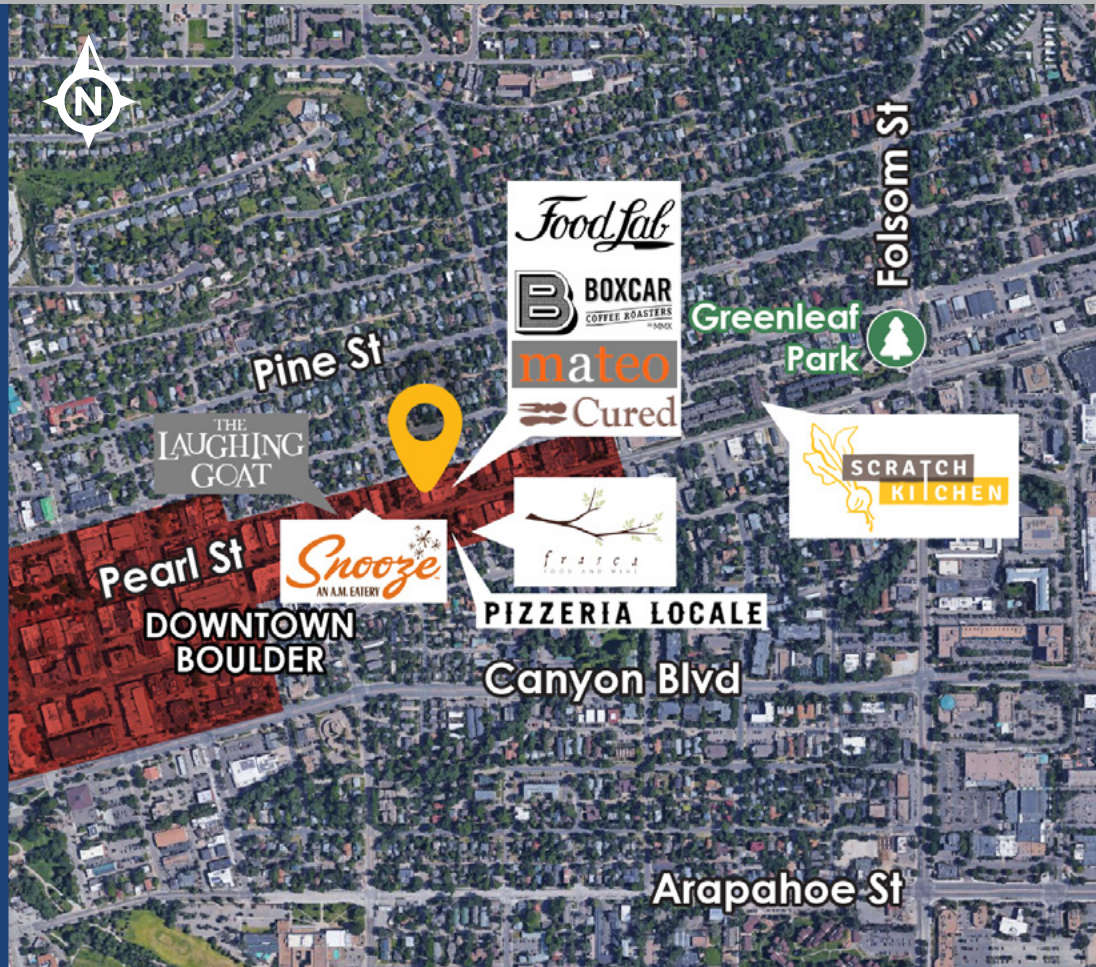 N
Folsom St
Food Lab
B BOXCAR
COFFEE ROASTERS
MMX
Greenleaf
Park
mateo
Cured
Pine St
THE
LAUGHING
GOAT
SCRATCH
KITCHEN
Pearl St
Snooze
AN A.M. EATERY
frasca
FOOD AND WINE
PIZZERIA LOCALE
DOWNTOWN
BOULDER
Canyon Blvd
Arapahoe St